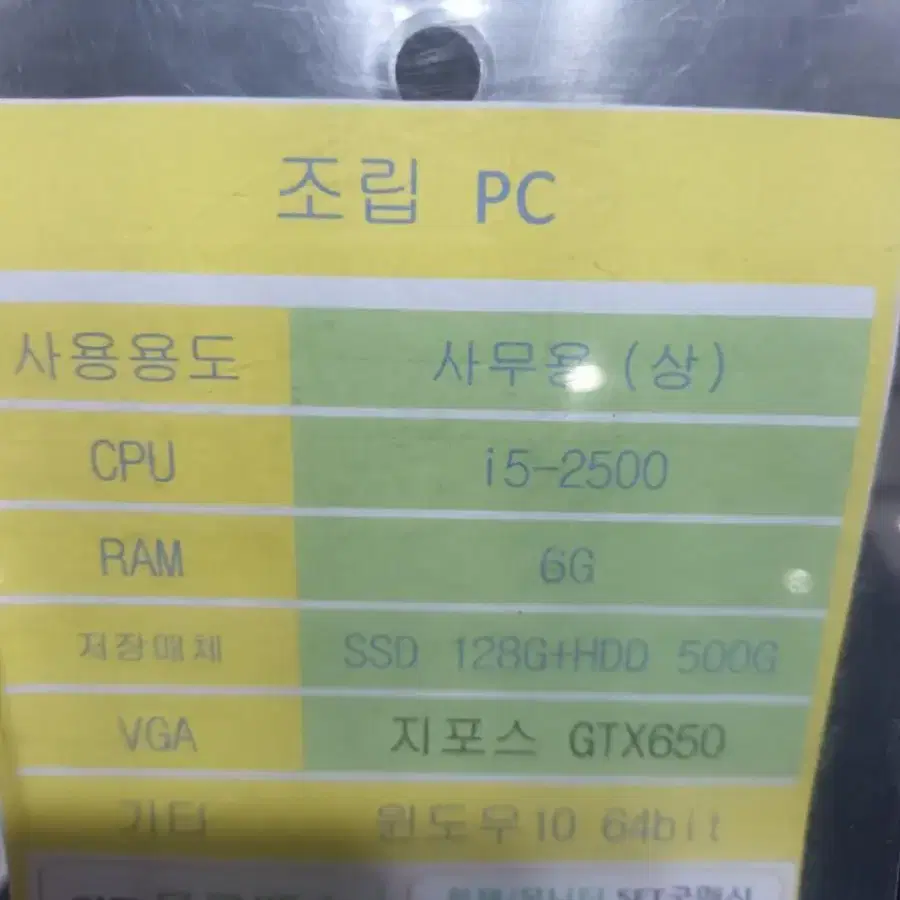 조립 PC
사용용도 사무용 (상)
CPU i5-2500
RAM 6G
저장매체 SSD 128G+HDD 500G
VGA 지포스 GTX650
기타 윈도우10 64bit